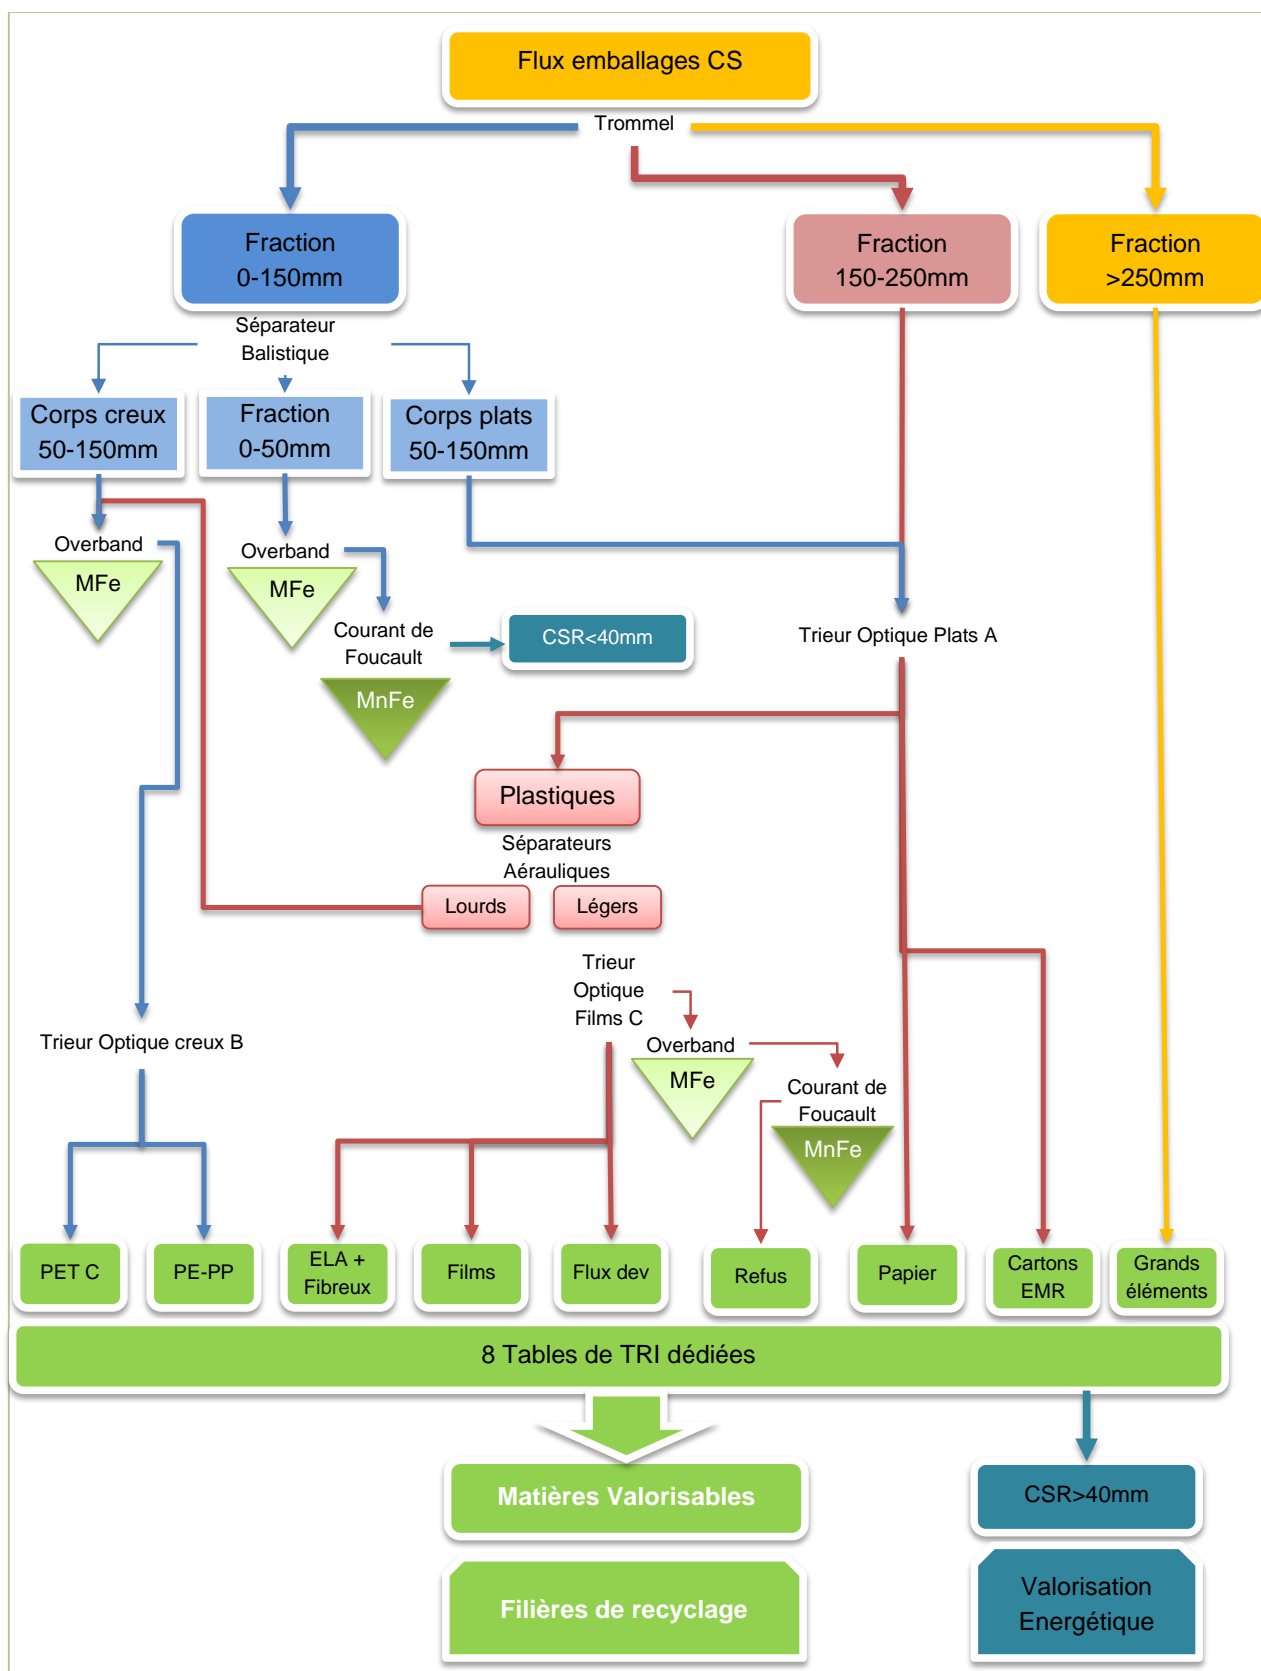 Flux emballages CS
Trommel
Fraction
0-150mm
Fraction
150-250mm
Fraction
>250mm
Séparateur
Balistique
Corps creux
50-150mm
Fraction
0-50mm
Corps plats
50-150mm
Overband
MFe
Overband
MFe
Courant de
Foucault
MnFe
CSR<40mm
Trieur Optique Plats A
Plastiques
Séparateurs
Aérauliques
Lourds
Légers
Trieur
Optique
Films C
Trieur Optique creux B
Overband
MFe
Courant de
Foucault
MnFe
PET C
PE-PP
ELA +
Fibreux
Films
Flux dev
Refus
Papier
Cartons
EMR
Grands
éléments
8 Tables de TRI dédiées
Matières Valorisables
CSR>40mm
Filières de recyclage
Valorisation
Energétique